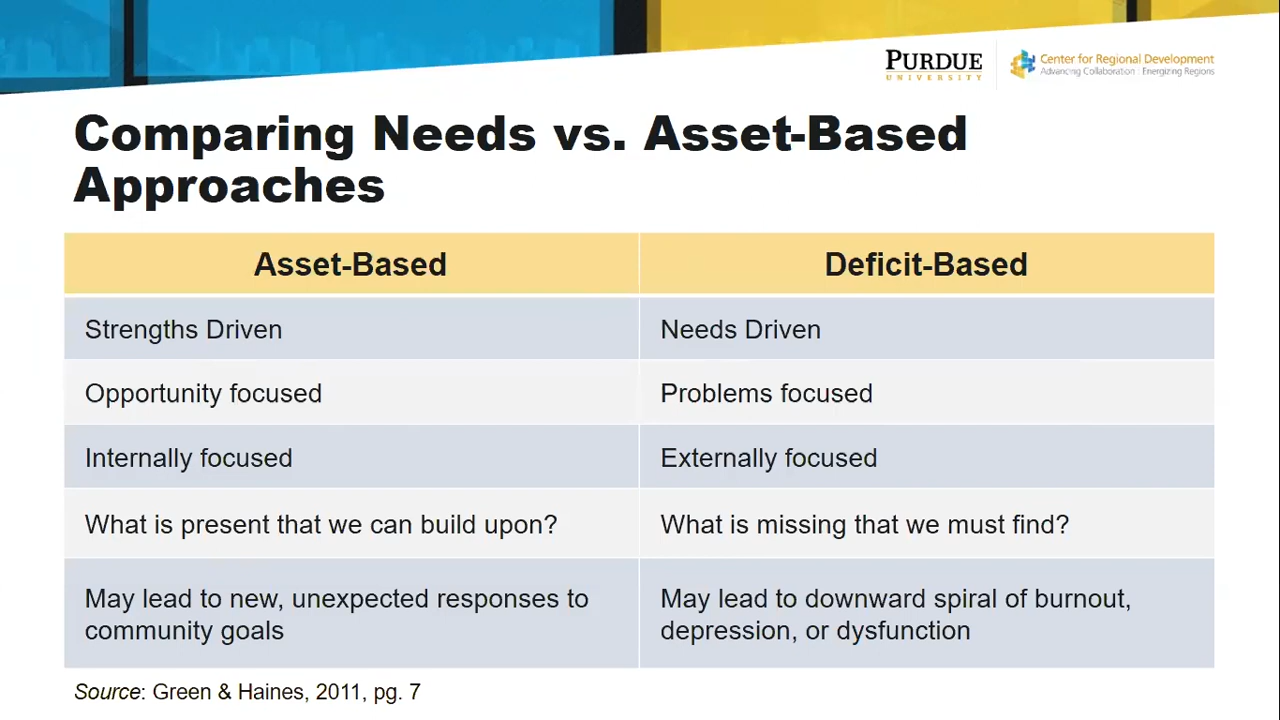 PURDUE
UNIVERSITY
Center for Regional Development
Advancing Collaboration | Energizing Regions
Comparing Needs vs. Asset-Based
Approaches
Asset-Based
Deficit-Based
Strengths Driven
Needs Driven
Opportunity focused
Problems focused
Internally focused
Externally focused
What is present that we can build upon?
What is missing that we must find?
May lead to new, unexpected responses to
community goals
May lead to downward spiral of burnout,
depression, or dysfunction
Source: Green & Haines, 2011, pg. 7